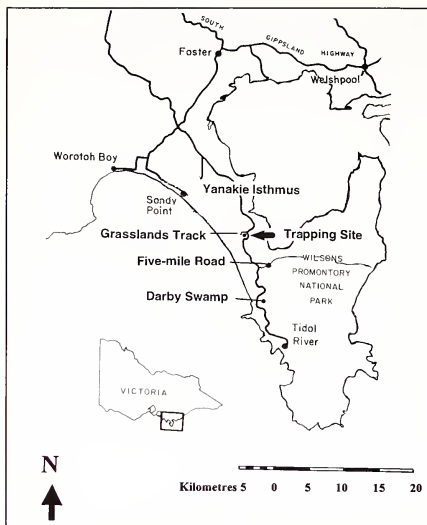 SOUTH GIPPSLAND HIGHWAY
Foster
Welshpool
Worotoh Boy
Sandy Point
Yanakie Isthmus
Grasslands Track
Trapping Site
Five-mile Road
WILSONS
PROMONTORY
NATIONAL
PARK
Darby Swamp
Tidol
River
VICTORIA
N
Kilometres 5 0 5 10 15 20